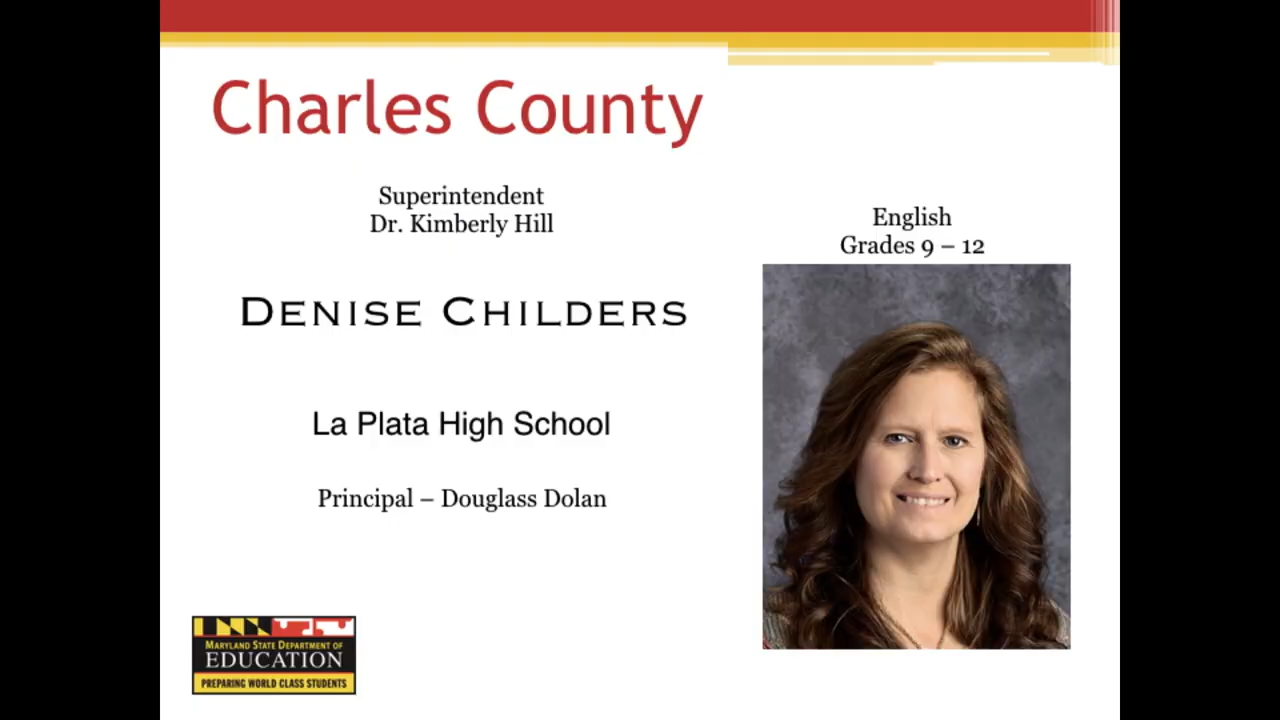 Charles County
Superintendent
Dr. Kimberly Hill
English
Grades 9 – 12
DENISE CHILDERS
La Plata High School
Principal – Douglass Dolan
MARYLAND STATE DEPARTMENT OF
EDUCATION
PREPARING WORLD CLASS STUDENTS